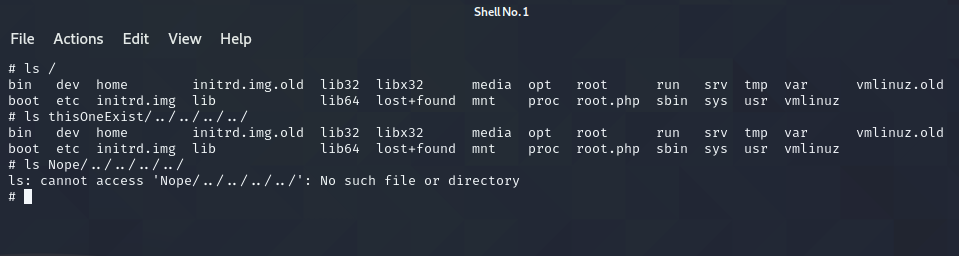 Shell No. 1
File Actions Edit View Help
# ls /
bin dev home initrd.img.old lib32 libx32 media opt root run srv tmp var vmlinuz.old
boot etc initrd.img lib lib64 lost+found mnt proc root.php sbin sys usr vmlinuz
# ls thisOneExist/../../../../
bin dev home initrd.img.old lib32 libx32 media opt root run srv tmp var vmlinuz.old
boot etc initrd.img lib lib64 lost+found mnt proc root.php sbin sys usr vmlinuz
# ls Nope/../../../../
ls: cannot access 'Nope/../../../../': No such file or directory
#